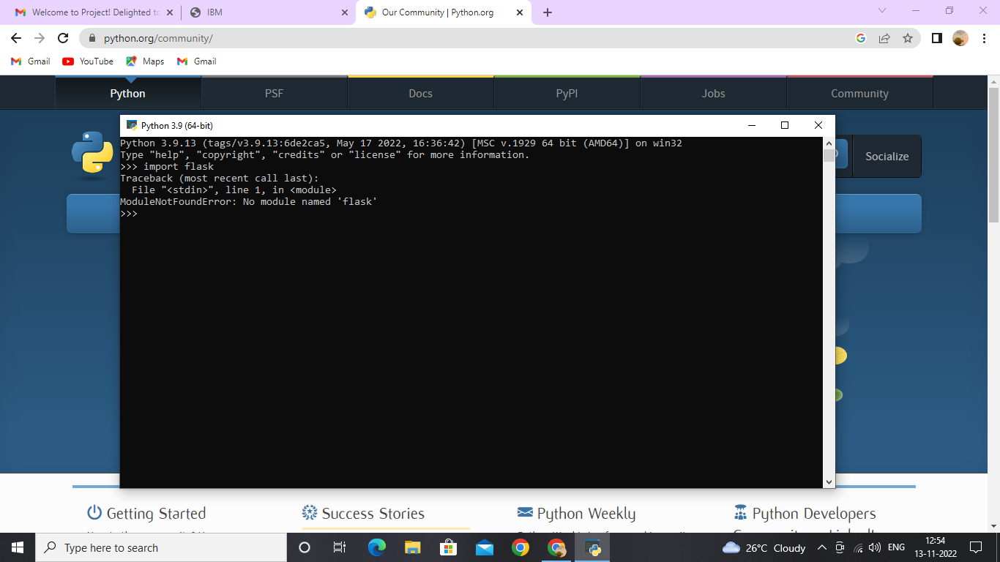 Welcome to Project! Delighted to
IBM
Our Community | Python.org
python.org/community/
Gmail
YouTube
Maps
Gmail
Python
PSF
Docs
PyPI
Jobs
Community
Python 3.9 (64-bit)
Python 3.9.13 (tags/v3.9.13:6de2ca5, May 17 2022, 16:36:42) [MSC v.1929 64 bit (AMD64)] on win32
Type "help", "copyright", "credits" or "license" for more information.
>>> import flask
Traceback (most recent call last):
  File "<stdin>", line 1, in <module>
ModuleNotFoundError: No module named 'flask'
>>>
Socialize
Getting Started
Success Stories
Python Weekly
Python Developers
Type here to search
26°C Cloudy
ENG
12:54
13-11-2022